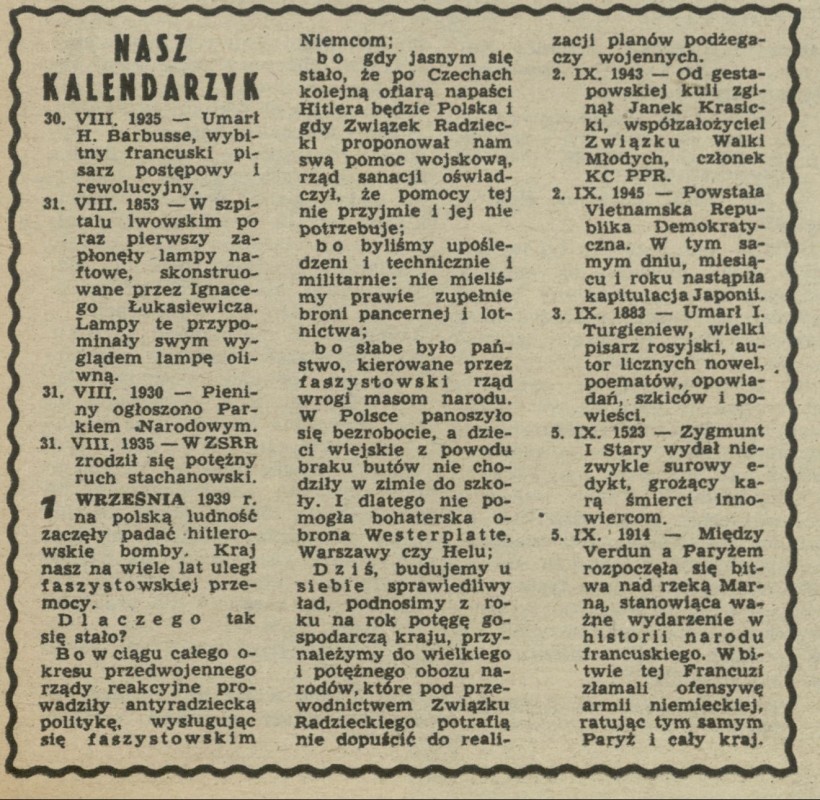 NASZ
KALENDARZYK
30. VIII. 1935 — Umarł
H. Barbusse, wybi-
tny francuski pi-
sarz postępowy i
rewolucyjny.
31. VIII. 1853 — W szpi-
talu lwowskim po
raz pierwszy za-
płonęły lampy na-
ftowe, skonstruo-
wane przez Ignace-
go Łukasiewicza.
Lampy te przypo-
minały swym wy-
glądem lampę oli-
wną.
31. VIII. 1930 — Pieni-
ny ogłoszono Par-
kiem Narodowym.
31. VIII. 1935 — W ZSRR
zrodził się potężny
ruch stachanowski.
1 WRZEŚNIA 1939 r.
na polską ludność
zaczęły padać hitlero-
wskie bomby. Kraj
nasz na wiele lat uległ
faszystowskiej prze-
mocy.
Dlaczego tak
się stało?
Bo w ciągu całego o-
kresu przedwojennego
rządy reakcyjne pro-
wadziły antyradziecką
politykę, wysługując
się faszystowskim
Niemcom;
bo gdy jasnym się
stało, że po Czechach
kolejną ofiarą napaści
Hitlera będzie Polska i
gdy Związek Radziec-
ki proponował nam
swą pomoc wojskową,
rząd sanacji oświad-
czył, że pomocy tej
nie przyjmie i jej nie
potrzebuje;
bo byliśmy upośle-
dzeni i technicznie i
militarnie: nie mieliś-
my prawie zupełnie
broni pancernej i lot-
nictwa;
bo słabe było pań-
stwo, kierowane przez
faszystowski rząd
wrogi masom narodu.
W Polsce panoszyło
się bezrobocie, a dzie-
ci wiejskie z powodu
braku butów nie cho-
dziły w zimie do szko-
ły. I dlatego nie po-
mogła bohaterska o-
brona Westerplatte,
Warszawy czy Helu;
Dziś, budujemy u
siebie sprawiedliwy
ład, podnosimy z ro-
ku na rok potęgę go-
spodarczą kraju, przy-
należymy do wielkiego
i potężnego obozu na-
rodów, które pod prze-
wodnictwem Związku
Radzieckiego potrafią
nie dopuścić do reali-
zacji planów podżega-
czy wojennych.
2. IX. 1943 — Od gesta-
powskiej kuli zgi-
nął Janek Krasic-
ki, współzałożyciel
Związku Walki
Młodych, członek
KC PPR.
2. IX. 1945 — Powstała
Vietnamska Repu-
blika Demokraty-
czna. W tym sa-
mym dniu, miesią-
cu i roku nastąpiła
kapitulacja Japonii.
3. IX. 1883 — Umarł I.
Turgieniew, wielki
pisarz rosyjski, au-
tor licznych nowel,
poematów, opowia-
dań, szkiców i po-
wieści.
5. IX. 1523 — Zygmunt
I Stary wydał nie-
zwykle surowy e-
dykt, grożący ka-
rą śmierci inno-
wiercom.
5. IX. 1914 — Między
Verdun a Paryżem
rozpoczęła się bit-
wa nad rzeką Mar-
ną, stanowiąca wa-
żne wydarzenie w
historii narodu
francuskiego. W bi-
twie tej Francuzi
złamali ofensywę
armii niemieckiej,
ratując tym samym
Paryż i cały kraj.